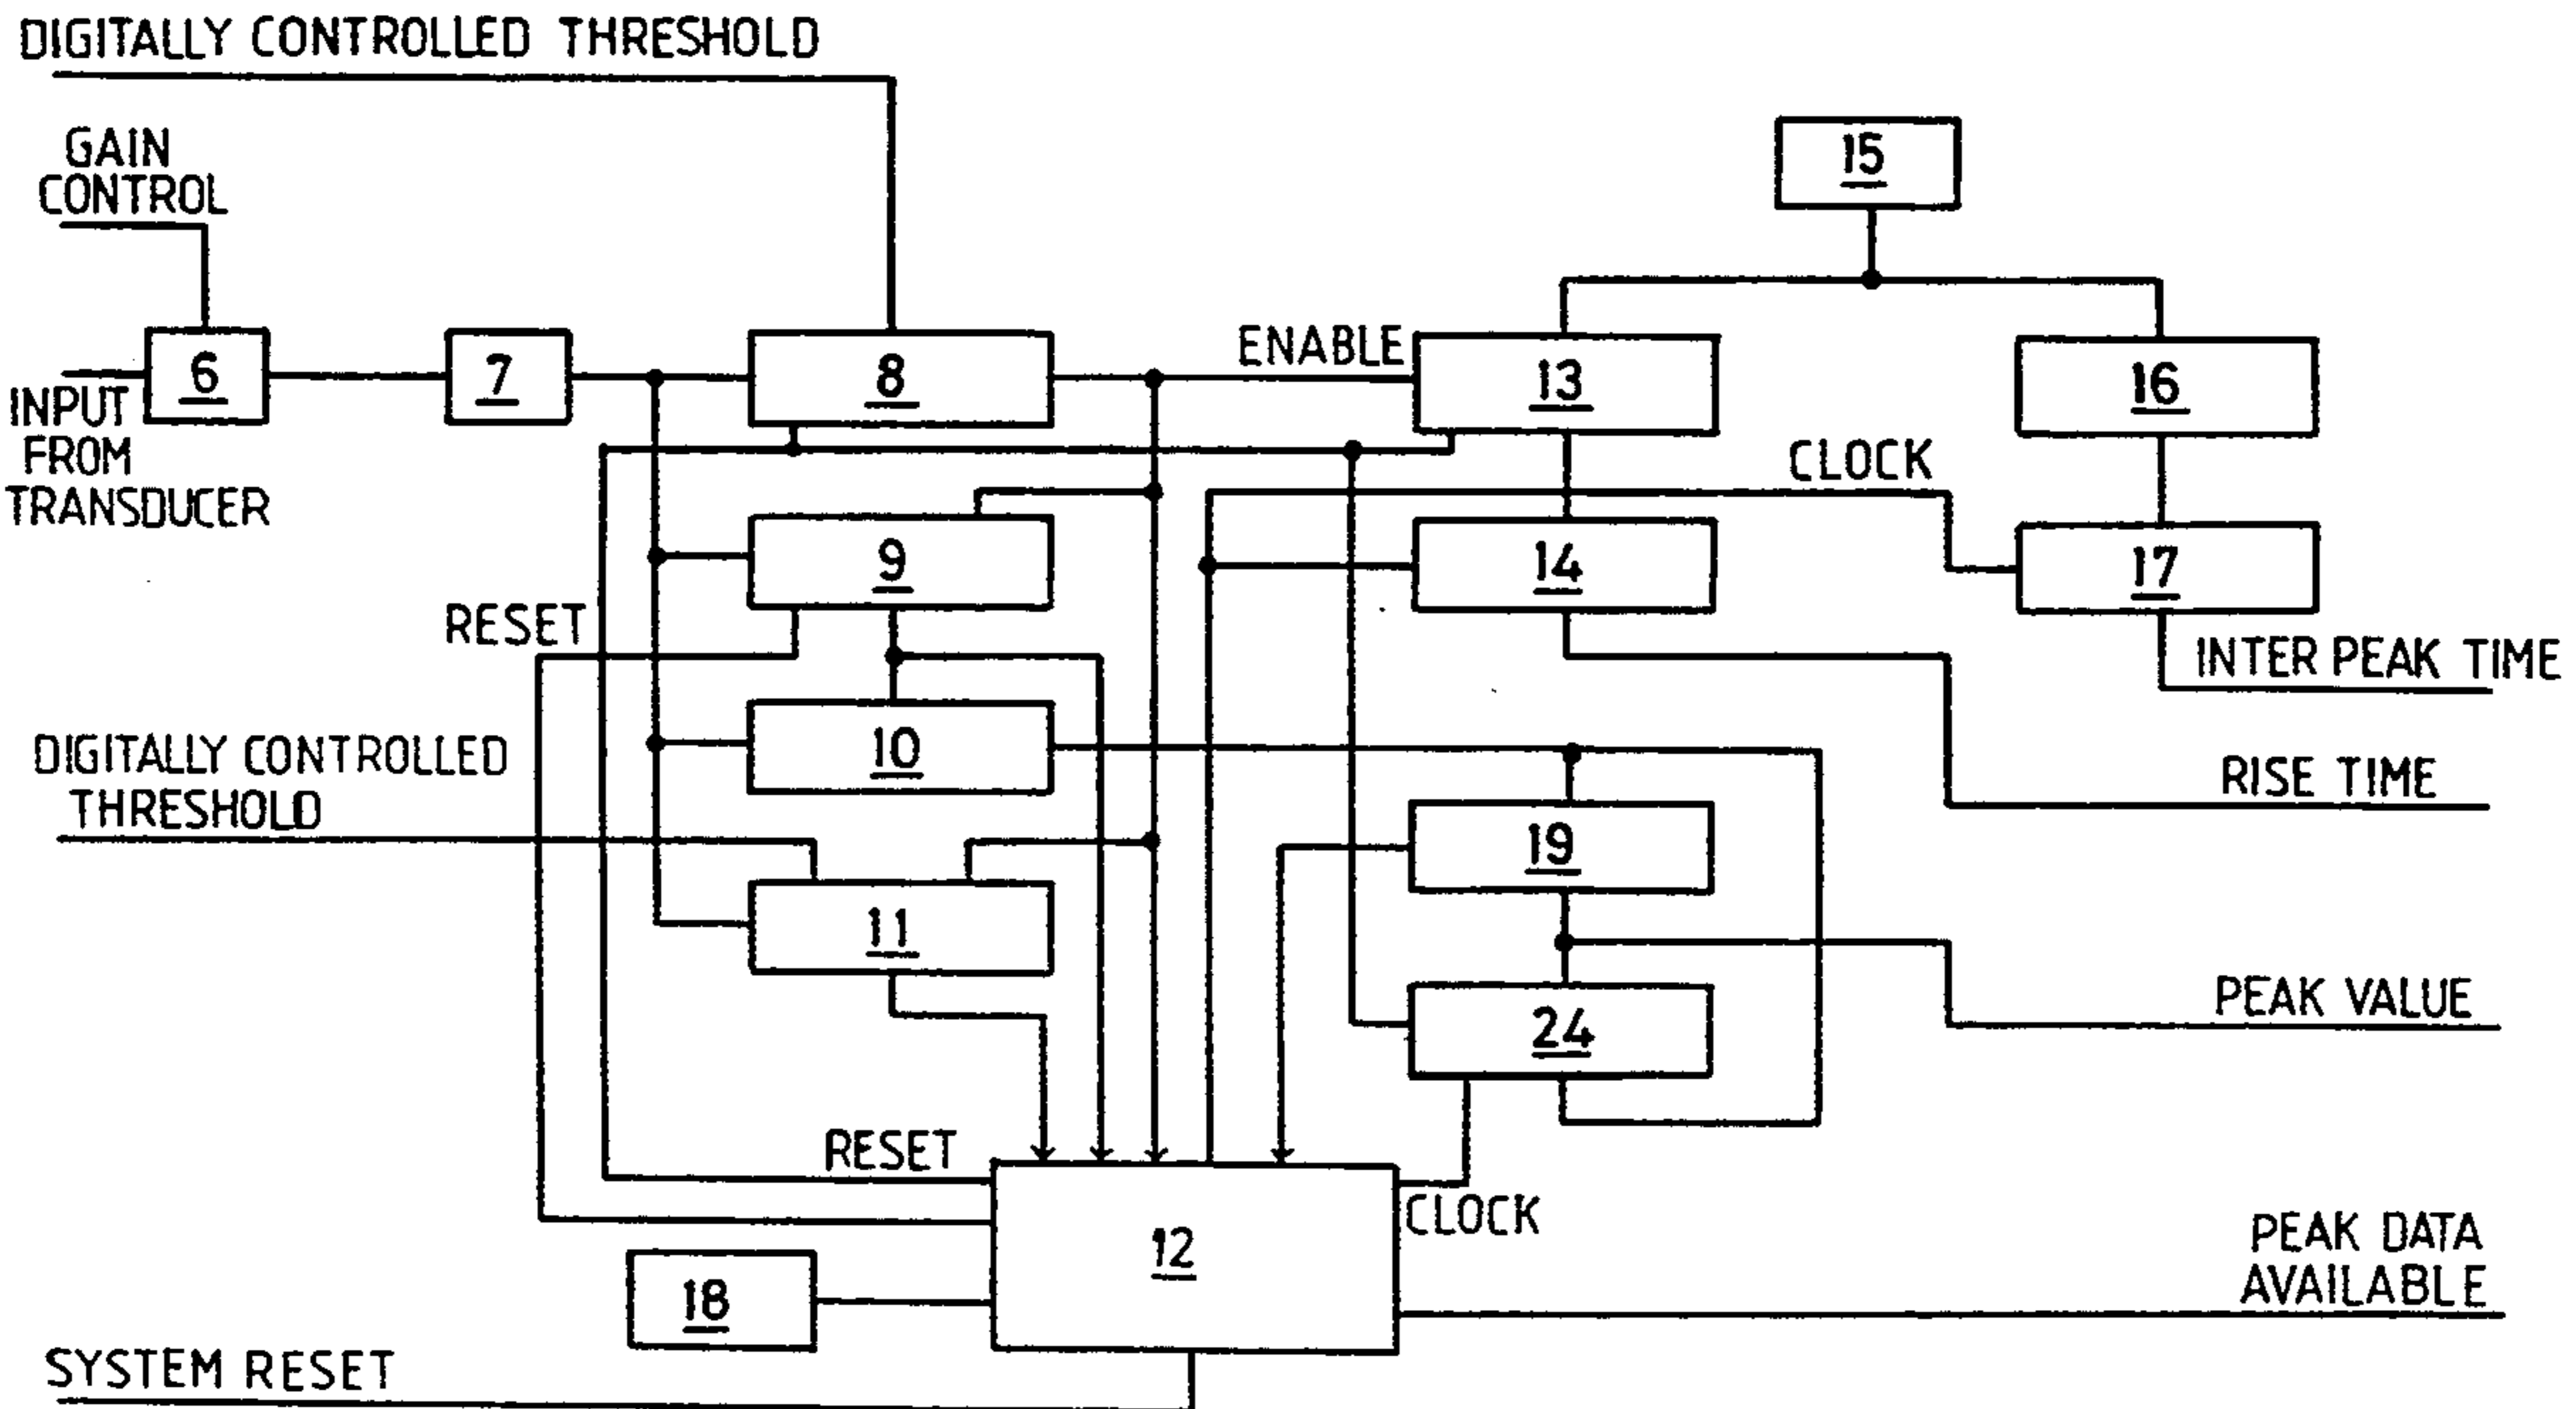 DIGITALLY CONTROLLED THRESHOLD
GAIN
CONTROL
15
6
7
8
ENABLE
13
16
INPUT
FROM
TRANSDUCER
CLOCK
9
14
17
RESET
INTER PEAK TIME
10
DIGITALLY CONTROLLED
THRESHOLD
RISE TIME
19
11
PEAK VALUE
24
RESET
CLOCK
12
PEAK DATA
AVAILABLE
18
SYSTEM RESET